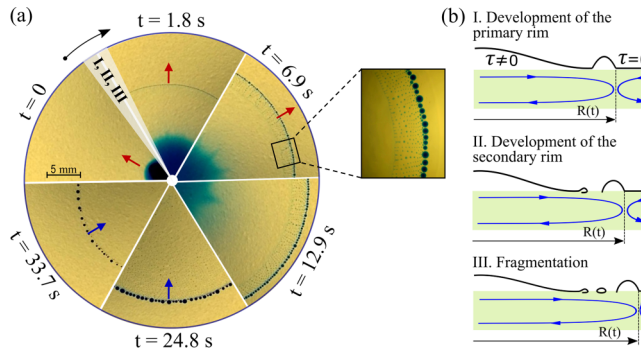 (a)
t = 1.8 s
t = 6.9 s
t = 0
I, II, III
5 mm
t = 33.7 s
t = 24.8 s
t = 12.9 s
(b)
I. Development of the
primary rim
τ≠0
R(t)
II. Development of the
secondary rim
R(t)
III. Fragmentation
R(t)